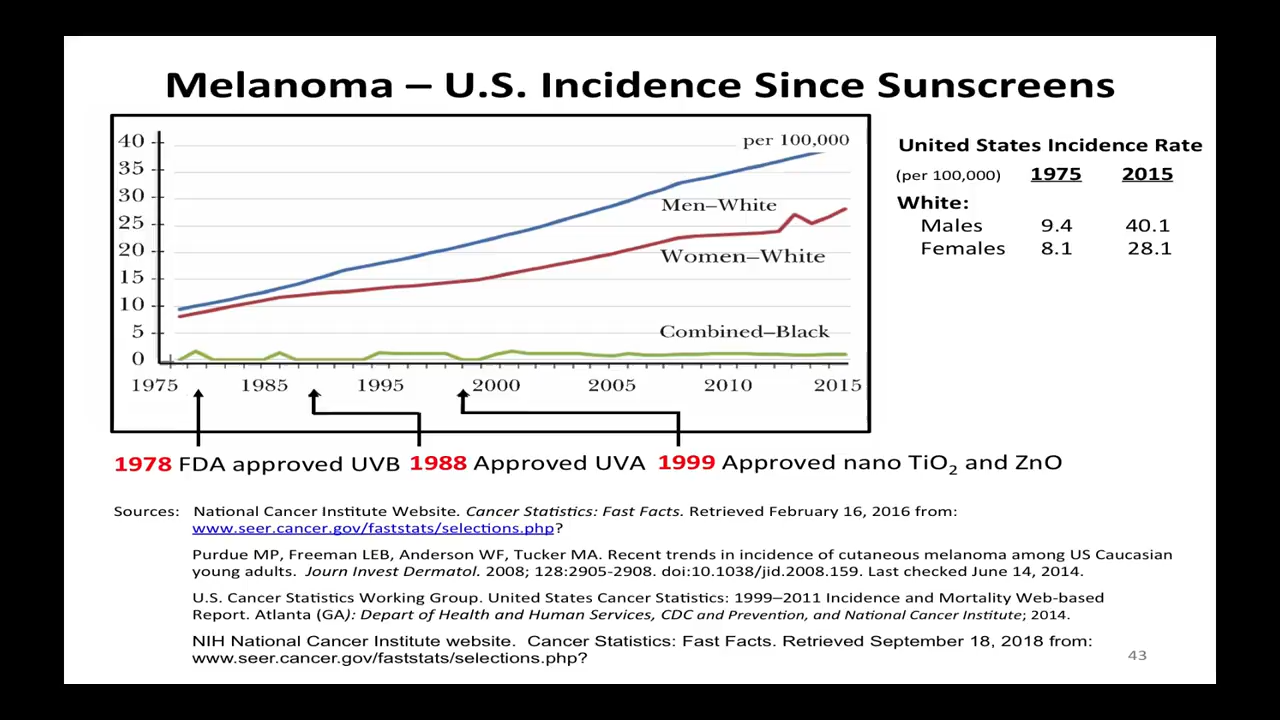 Melanoma – U.S. Incidence Since Sunscreens
per 100,000
40
35
30
25
20
15
10
5
0
Men–White
Women–White
Combined–Black
1975 1985 1995 2000 2005 2010 2015
United States Incidence Rate
(per 100,000) 1975 2015
White:
Males 9.4 40.1
Females 8.1 28.1
1978 FDA approved UVB 1988 Approved UVA 1999 Approved nano TiO₂ and ZnO
Sources: National Cancer Institute Website. Cancer Statistics: Fast Facts. Retrieved February 16, 2016 from:
www.seer.cancer.gov/faststats/selections.php?
Purdue MP, Freeman LEB, Anderson WF, Tucker MA. Recent trends in incidence of cutaneous melanoma among US Caucasian
young adults. Journ Invest Dermatol. 2008; 128:2905-2908. doi:10.1038/jid.2008.159. Last checked June 14, 2014.
U.S. Cancer Statistics Working Group. United States Cancer Statistics: 1999–2011 Incidence and Mortality Web-based
Report. Atlanta (GA): Depart of Health and Human Services, CDC and Prevention, and National Cancer Institute; 2014.
NIH National Cancer Institute website. Cancer Statistics: Fast Facts. Retrieved September 18, 2018 from:
www.seer.cancer.gov/faststats/selections.php?
43